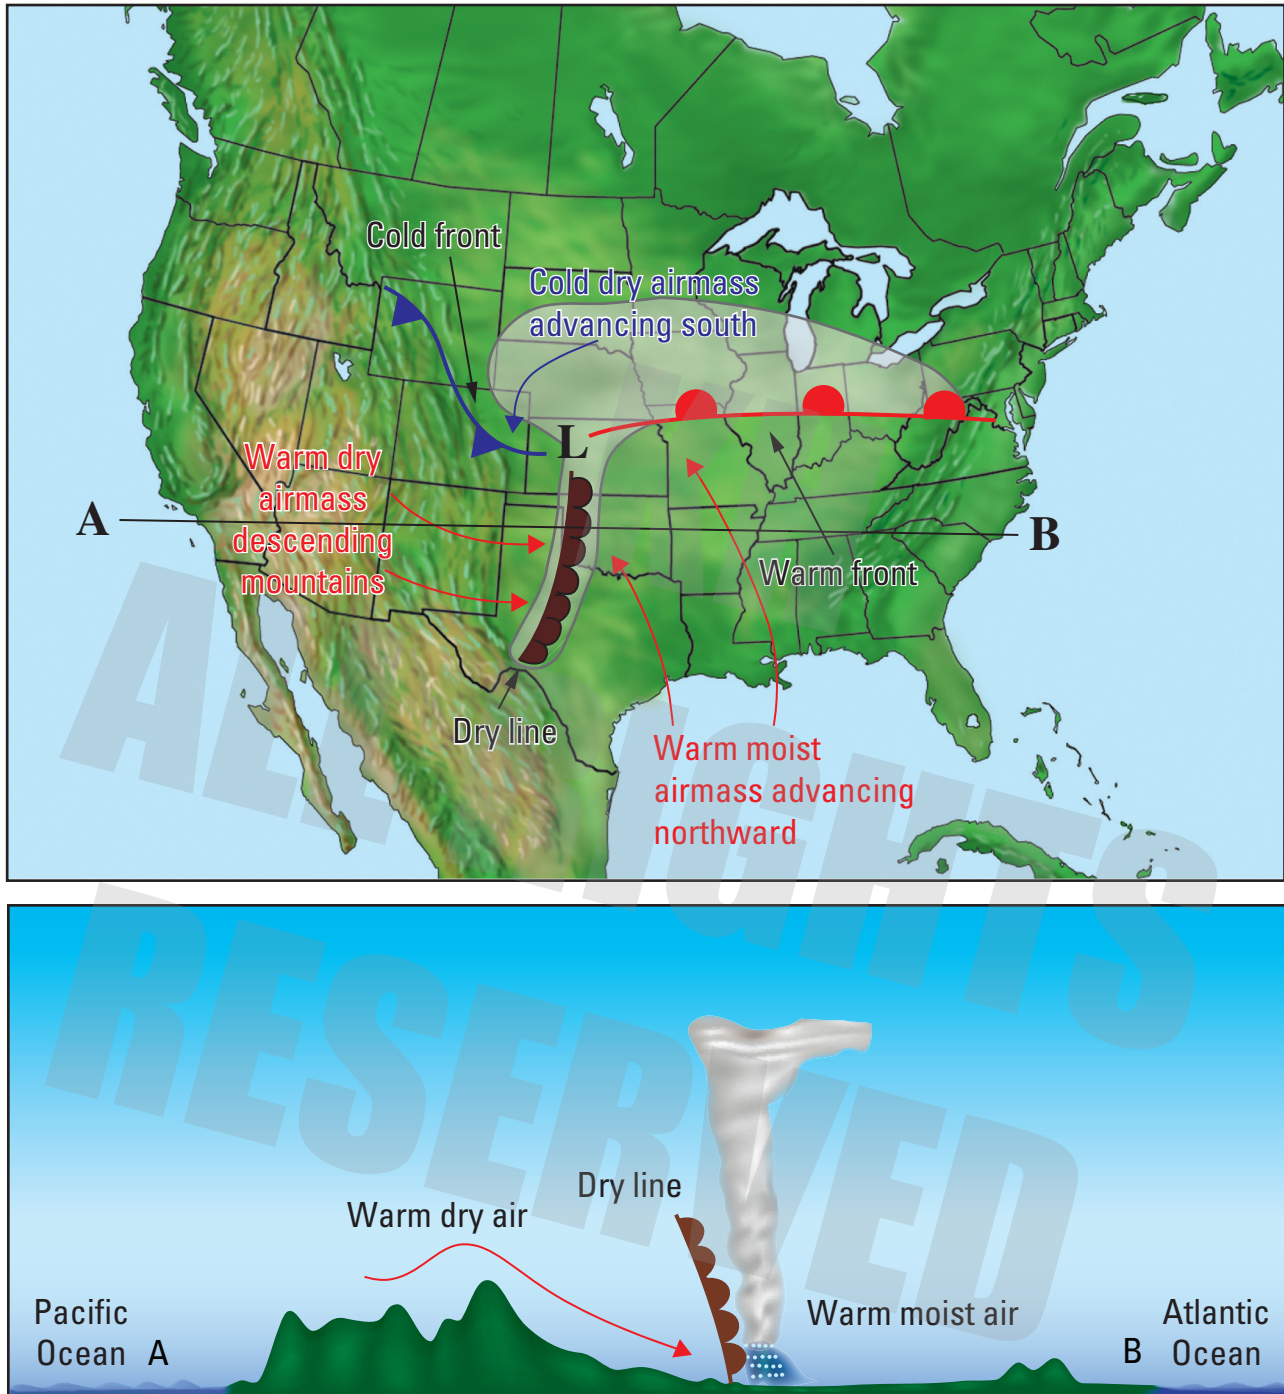 Cold front
Cold dry airmass
advancing south
L
Warm dry
airmass
descending
mountains
A
B
Warm front
Dry line
Warm moist
airmass advancing
northward
ALL RIGHTS
RESERVED
Dry line
Warm dry air
Warm moist air
Pacific
Ocean A
B
Atlantic
Ocean